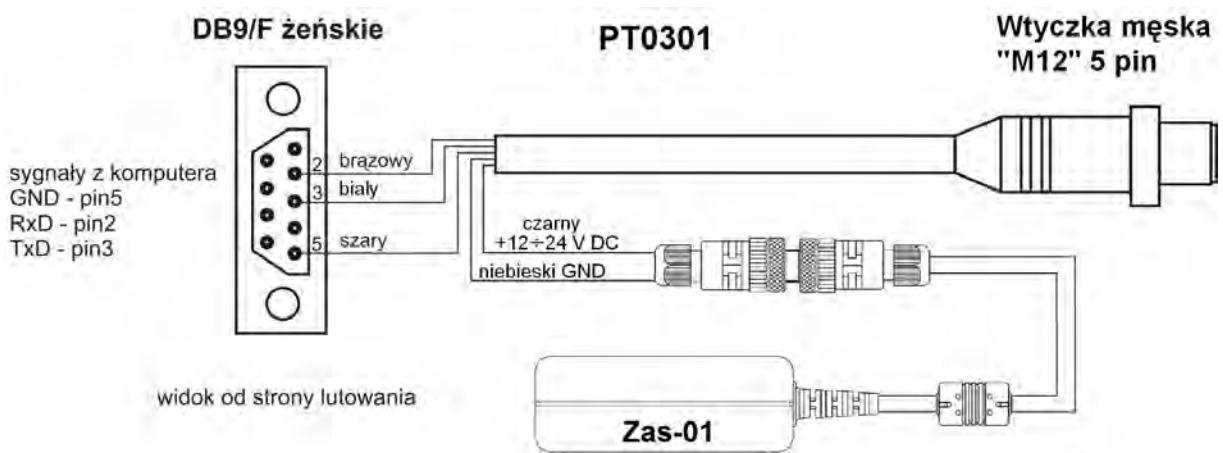 DB9/F żeńskie
PT0301
Wtyczka męska
"M12" 5 pin
sygnały z komputera
GND - pin5
RxD - pin2
TxD - pin3
2 brązowy
3 biały
5 szary
czarny
+12÷24 V DC
niebieski GND
widok od strony lutowania
Zas-01